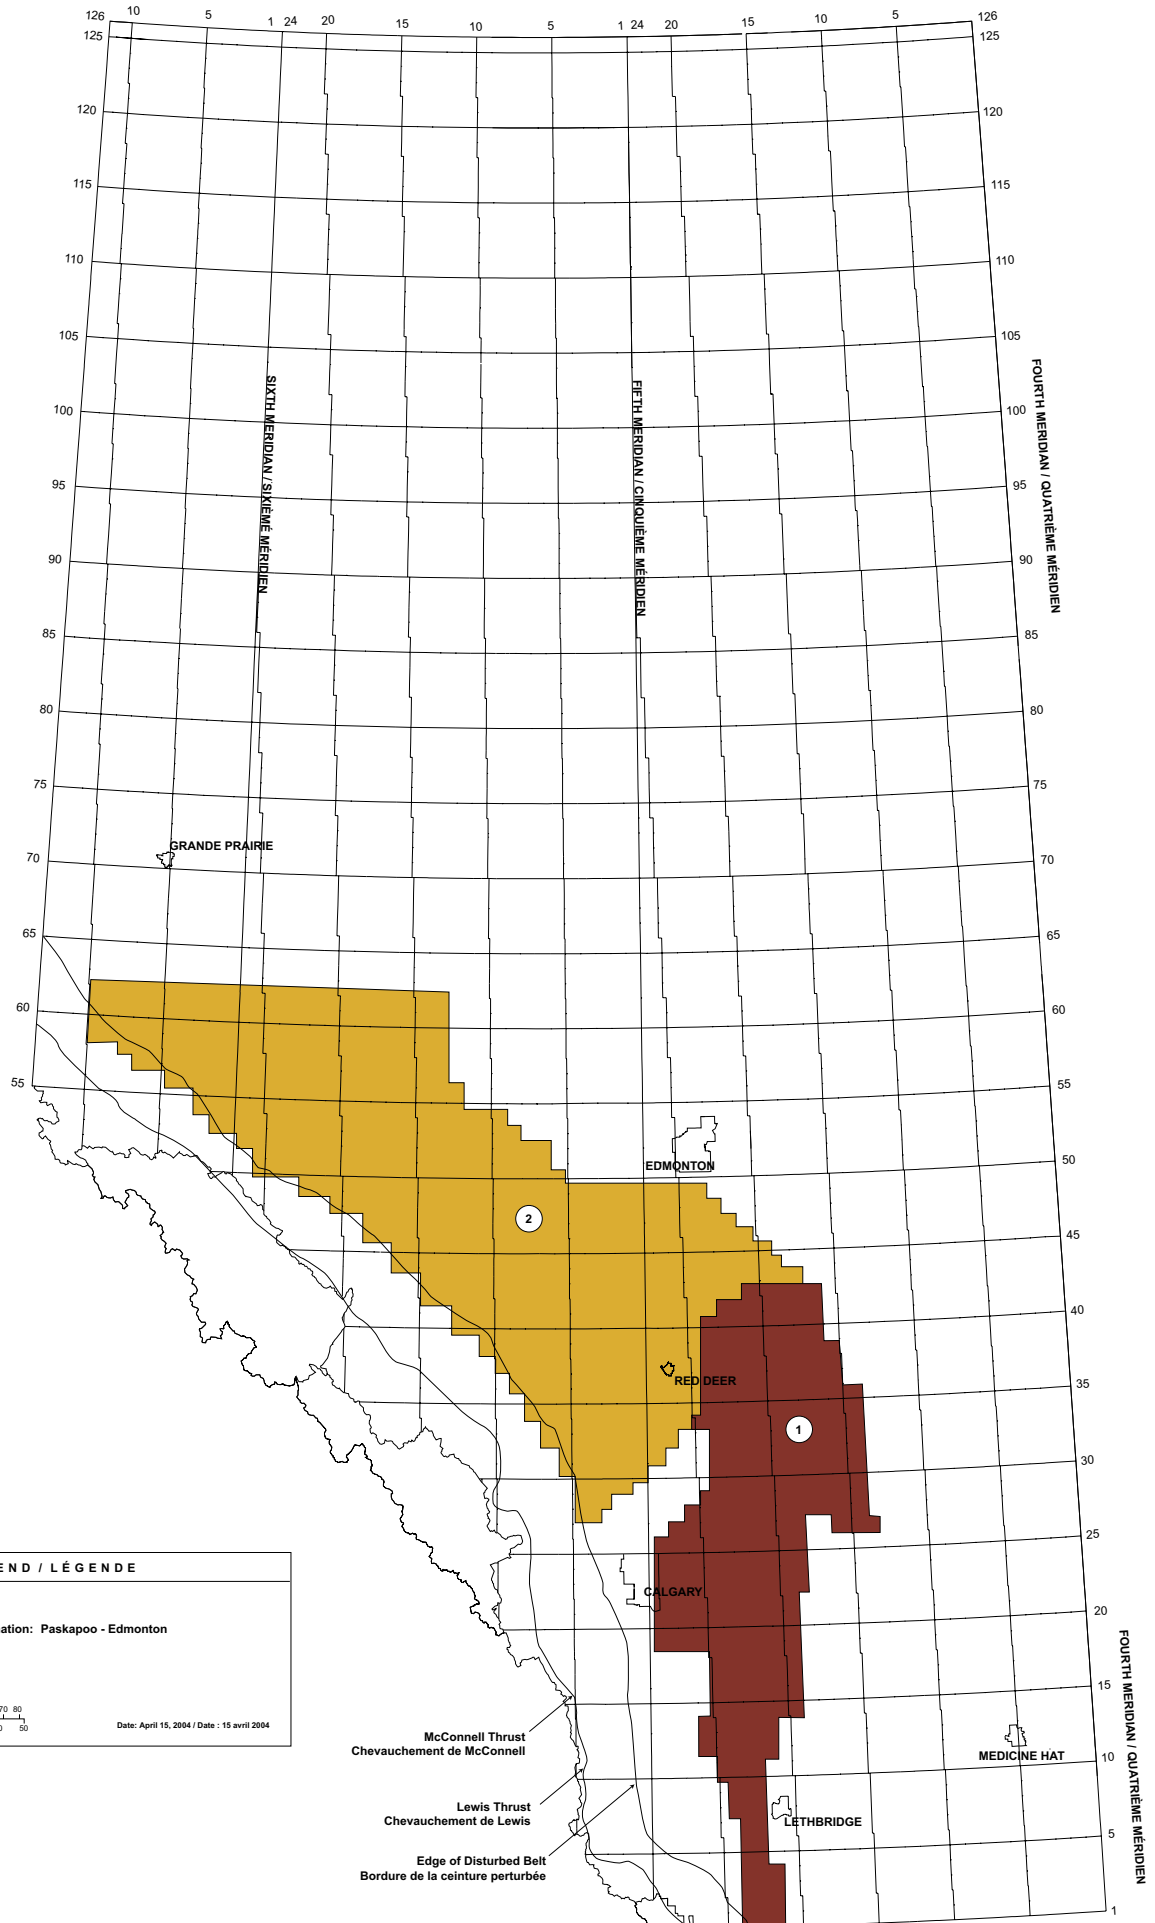 126 10 5 1 24 20 15 10 5 1 24 20 15 10 5 126
125 125
120 120
115 115
110 110
105 105
100 100
95 95
90 90
85 85
80 80
75 75
70 70
65 65
60 60
55 55
50
45
40
35
30
25
20
15
10
5
1
SIXTH MERIDIAN / SIXIÈMÉ MÉRIDIEN
FIFTH MERIDIAN / CINQUIÈME MÉRIDIEN
FOURTH MERIDIAN / QUATRIÈME MÉRIDIEN
GRANDE PRAIRIE
EDMONTON
2
RED DEER
1
CALGARY
END / LÉGENDE
ation: Paskapoo - Edmonton
70 80
0 50
Date: April 15, 2004 / Date : 15 avril 2004
McConnell Thrust
Chevauchement de McConnell
Lewis Thrust
Chevauchement de Lewis
Edge of Disturbed Belt
Bordure de la ceinture perturbée
MEDICINE HAT
LETHBRIDGE
FOURTH MERIDIAN / QUATRIÈME MÉRIDIEN